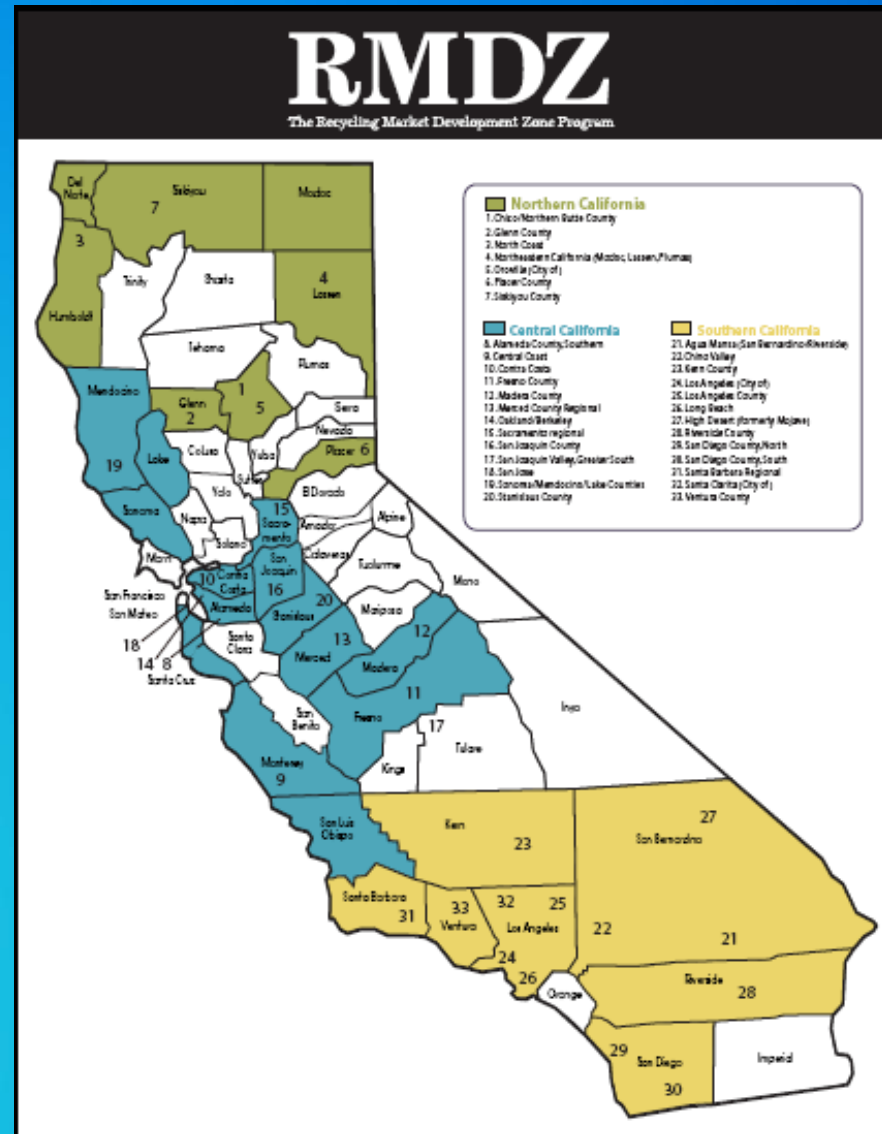 RMDZ
The Recycling Market Development Zone Program
Northern California
1. Chico/Northern Butte County
2. Glenn County
3. North Coast
4. Northeastern California (Modoc, Lassen, Plumas)
5. Oroville (City of)
6. Placer County
7. Siskiyou County
Central California
8. Alameda County, Southern
9. Central Coast
10. Contra Costa
11. Fresno County
12. Madera County
13. Merced County Regional
14. Oakland/Berkeley
15. Sacramento regional
16. San Joaquin County
17. San Joaquin Valley, Greater South
18. San Jose
19. Sonoma/Mendocino/Lake Counties
20. Stanislaus County
Southern California
21. Agua Mansa (San Bernardino/Riverside)
22. Chino Valley
23. Kern County
24. Los Angeles (City of)
25. Los Angeles County
26. Long Beach
27. High Desert (formerly Mojave)
28. Riverside County
29. San Diego County, North
30. San Diego County, South
31. Santa Barbara Regional
32. Santa Clarita (City of)
33. Ventura County
Del
Norte
Siskiyou
7
Modoc
3
Humboldt
Trinity
Shasta
4
Lassen
Tehama
Plumas
Mendocino
19
Glenn
2
1
5
Sierra
Nevada
Placer 6
Lake
Colusa
Yuba
Sutter
Yolo
El Dorado
Sonoma
Napa
Solano
15
Sacra-
mento
Amador
Alpine
Marin
Calaveras
Tuolumne
Mono
10
Contra
Costa
San
Joaquin
16
San Francisco
San Mateo
Alameda
Stanislaus
20
Mariposa
18
14
8
Santa
Clara
Santa Cruz
Merced
13
Madera
12
San
Benito
Fresno
11
Inyo
Monterey
9
17
Kings
Tulare
San Luis
Obispo
Kern
23
27
San Bernardino
Santa Barbara
31
33
Ventura
32
25
Los Angeles
24
26
22
21
Orange
Riverside
28
29
San Diego
30
Imperial